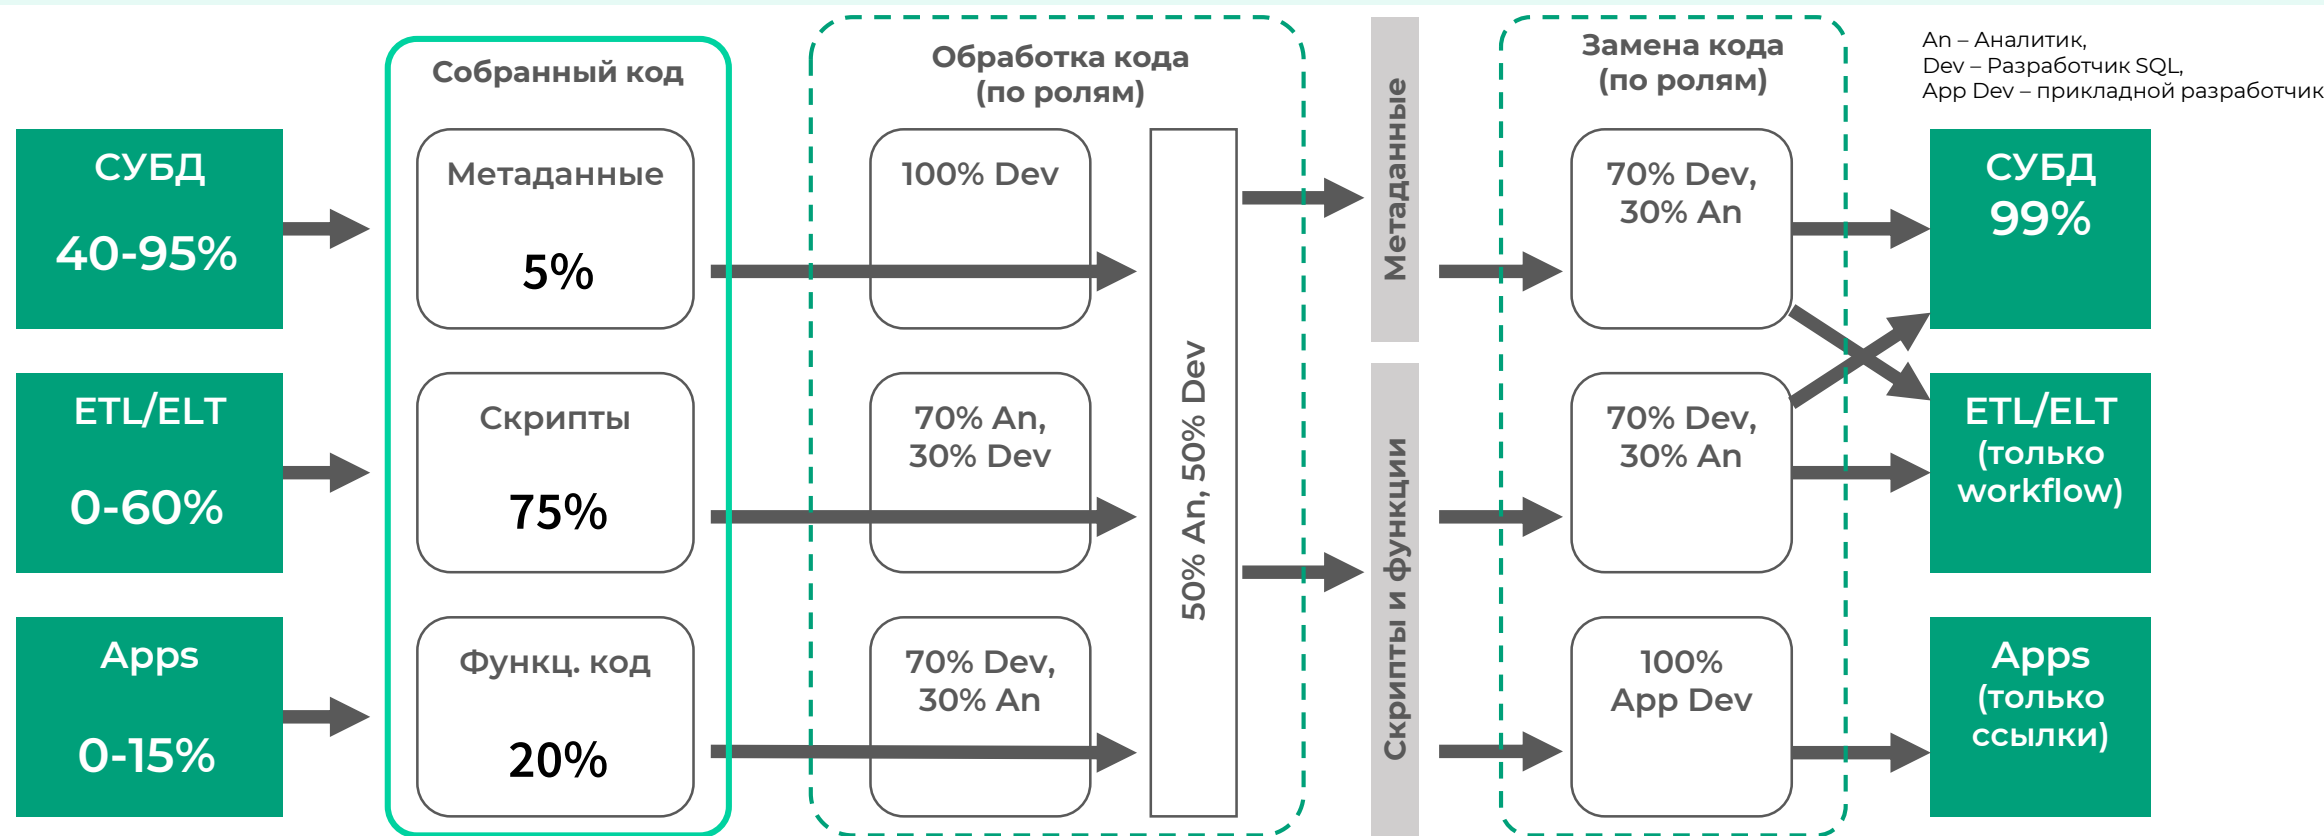 An – Аналитик,
Dev – Разработчик SQL,
App Dev – прикладной разработчик
СУБД
40-95%
ETL/ELT
0-60%
Apps
0-15%
Собранный код
Метаданные
5%
Скрипты
75%
Функц. код
20%
Обработка кода
(по ролям)
100% Dev
70% An,
30% Dev
70% Dev,
30% An
50% An, 50% Dev
Метаданные
Скрипты и функции
Замена кода
(по ролям)
70% Dev,
30% An
70% Dev,
30% An
100%
App Dev
СУБД
99%
ETL/ELT
(только
workflow)
Apps
(только
ссылки)